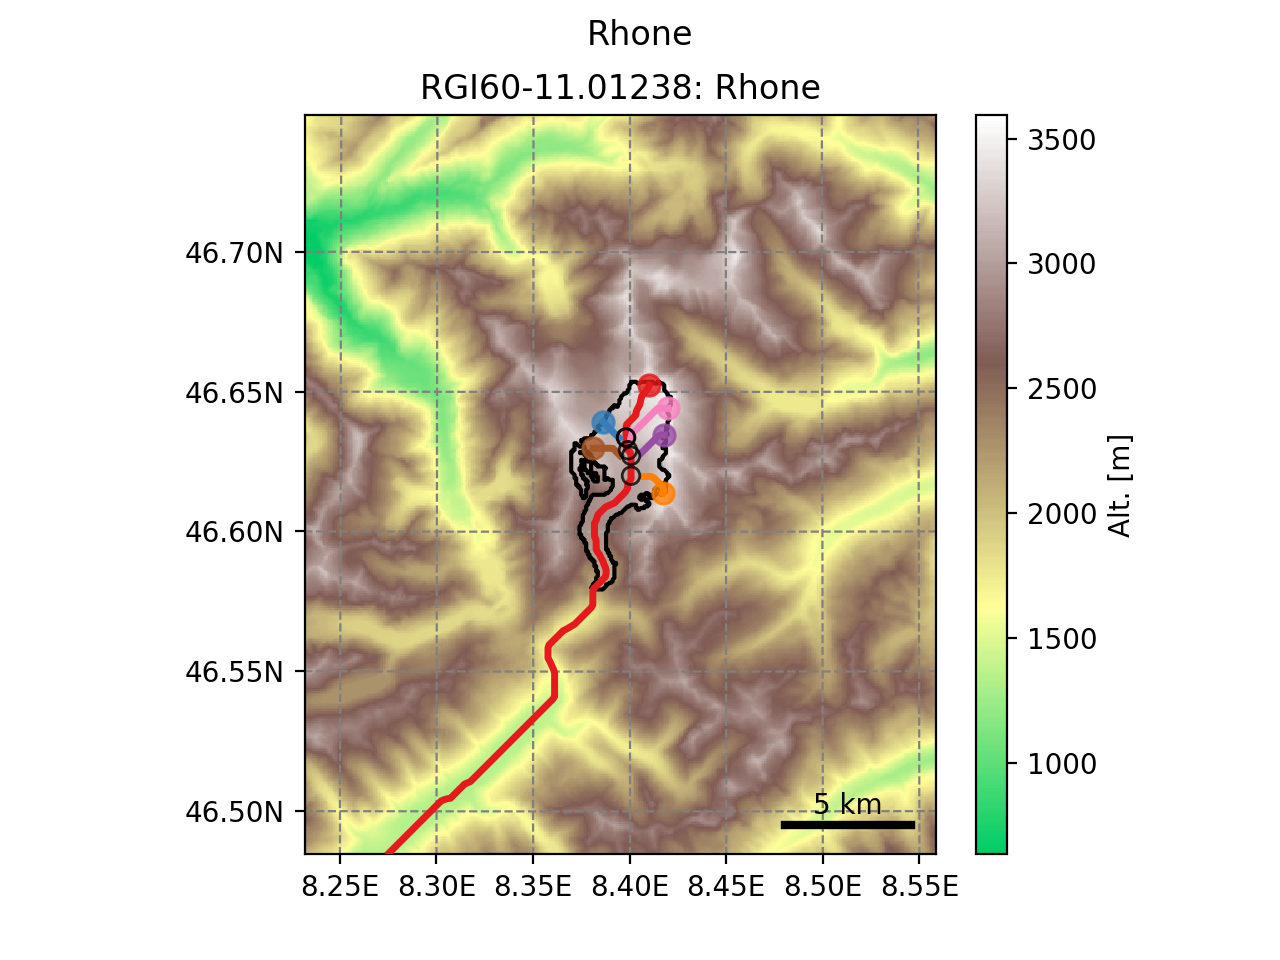 Rhone
RGI60-11.01238: Rhone
46.70N
46.65N
46.60N
46.55N
46.50N
8.25E 8.30E 8.35E 8.40E 8.45E 8.50E 8.55E
5 km
3500
3000
2500
2000
1500
1000
Alt. [m]